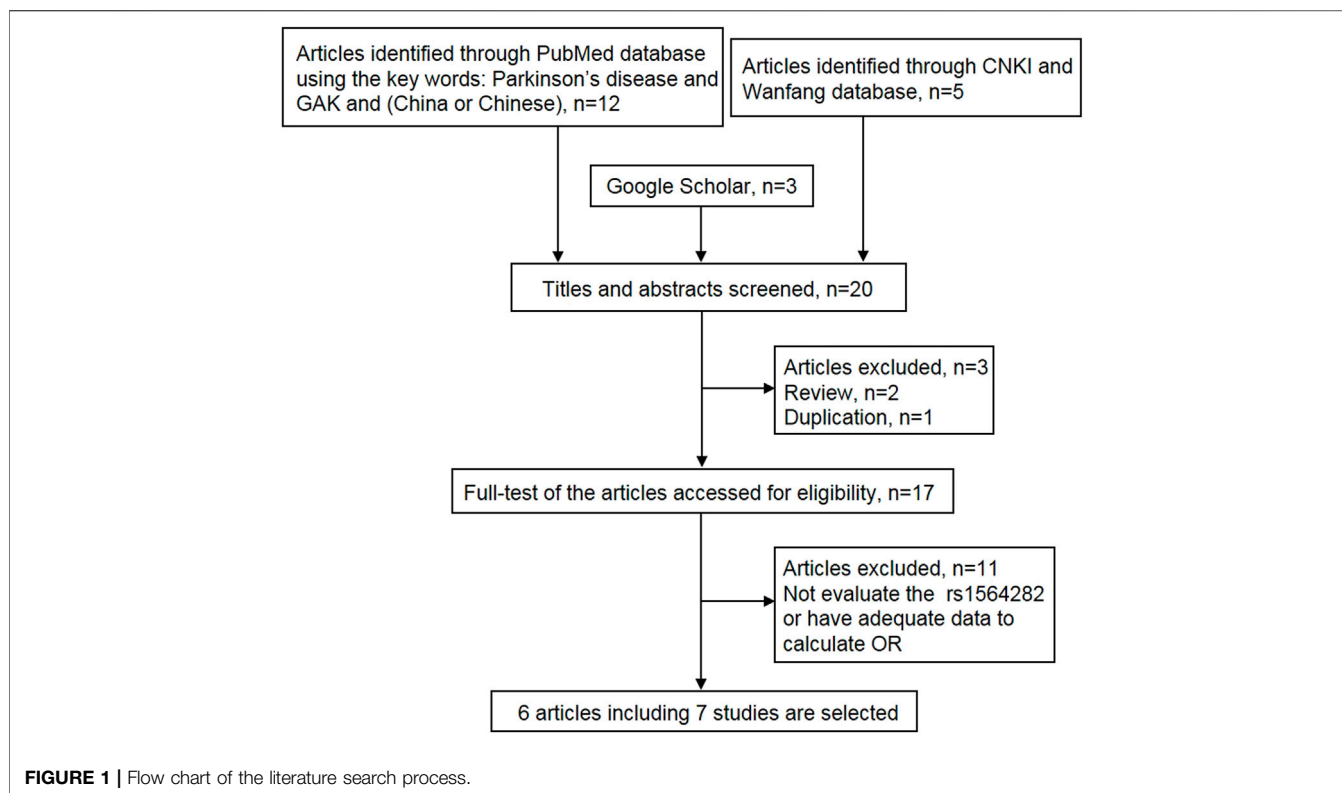 Articles identified through PubMed database
using the key words: Parkinson's disease and
GAK and (China or Chinese), n=12
Articles identified through CNKI and
Wanfang database, n=5
Google Scholar, n=3
Titles and abstracts screened, n=20
Articles excluded, n=3
Review, n=2
Duplication, n=1
Full-test of the articles accessed for eligibility, n=17
Articles excluded, n=11
Not evaluate the rs1564282
or have adequate data to
calculate OR
6 articles including 7 studies are selected
FIGURE 1 | Flow chart of the literature search process.